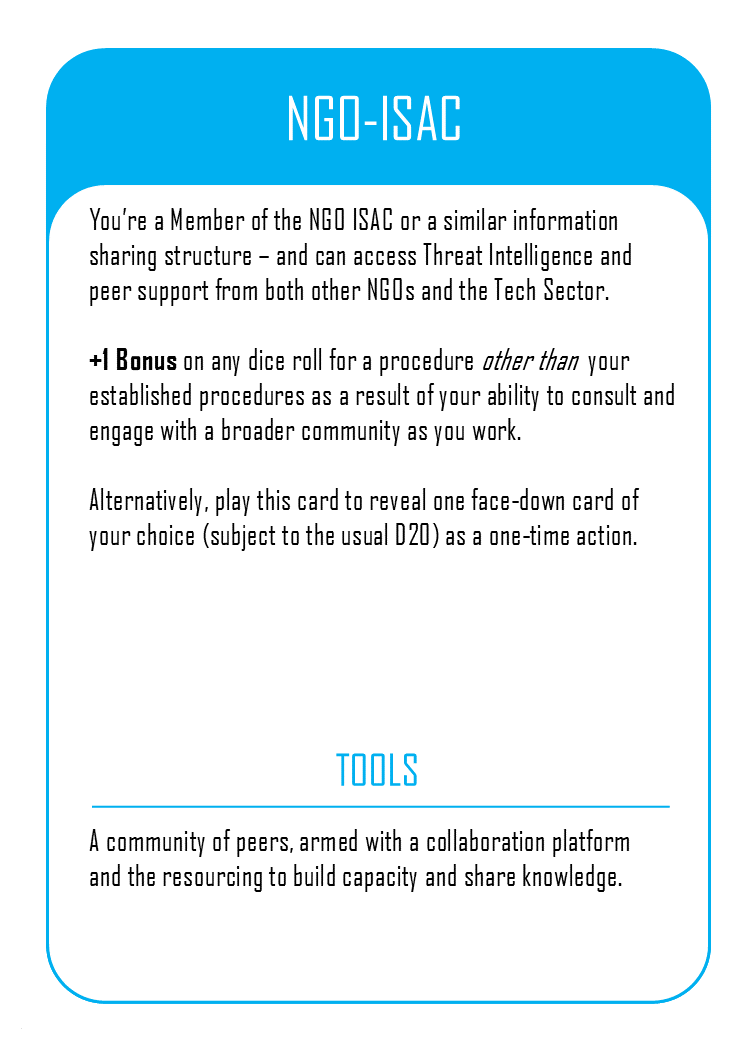 NGO-ISAC
You’re a Member of the NGO ISAC or a similar information
sharing structure – and can access Threat Intelligence and
peer support from both other NGOs and the Tech Sector.
+1 Bonus on any dice roll for a procedure other than your
established procedures as a result of your ability to consult and
engage with a broader community as you work.
Alternatively, play this card to reveal one face-down card of
your choice (subject to the usual D20) as a one-time action.
TOOLS
A community of peers, armed with a collaboration platform
and the resourcing to build capacity and share knowledge.